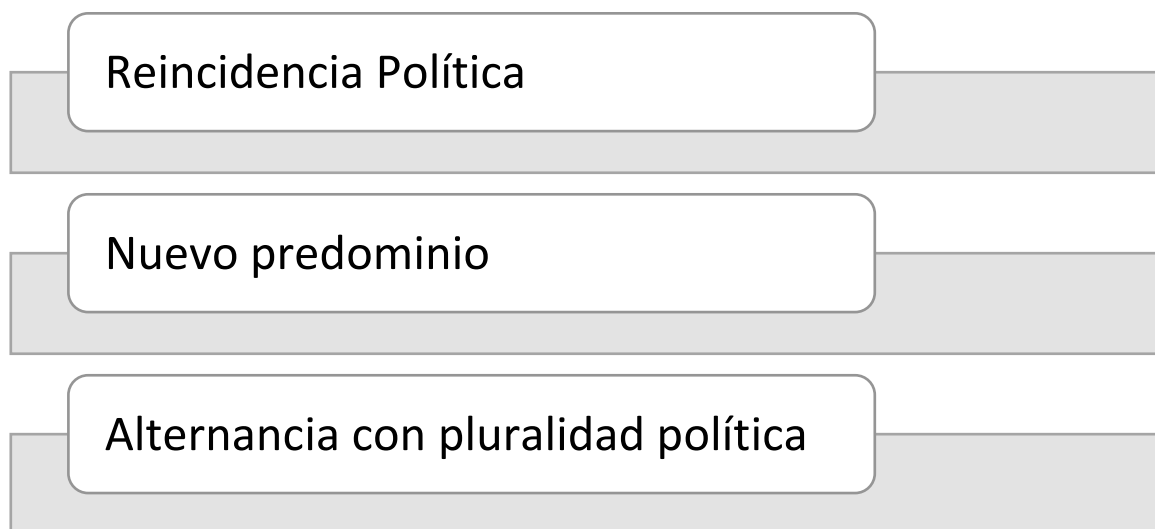 Reincidencia Política
Nuevo predominio
Alternancia con pluralidad política